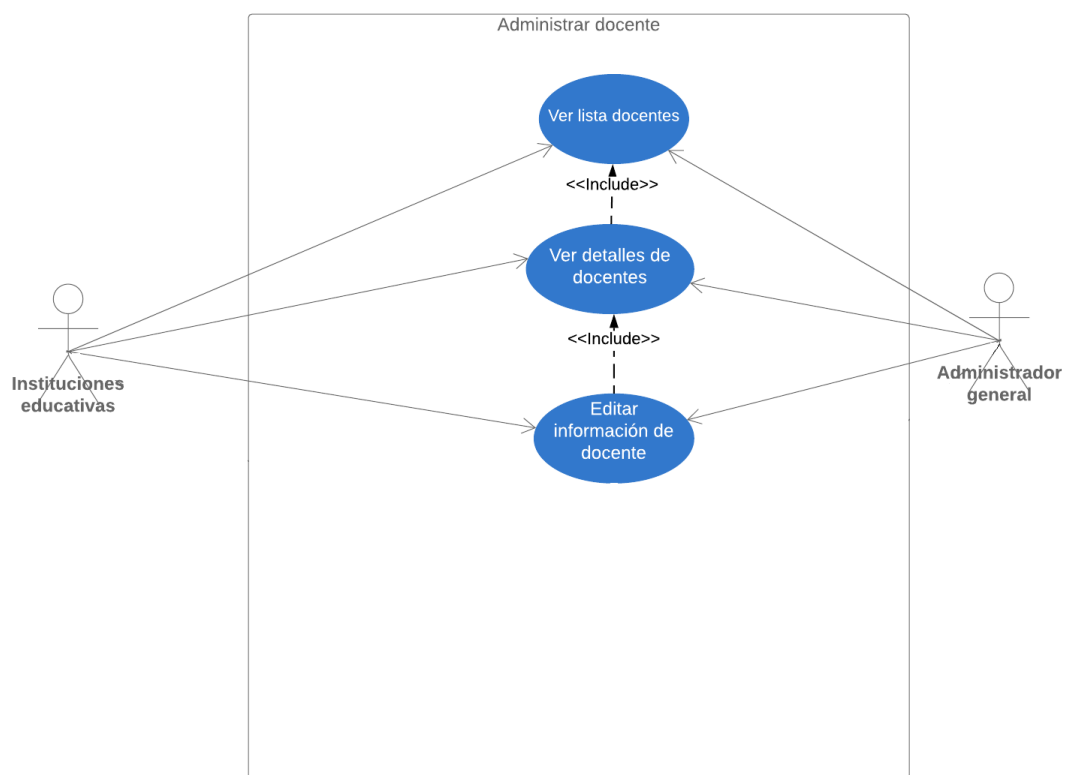 Administrar docente
Ver lista docentes
<<Include>>
Ver detalles de
docentes
<<Include>>
Instituciones
educativas
Administrador
general
Editar
información de
docente